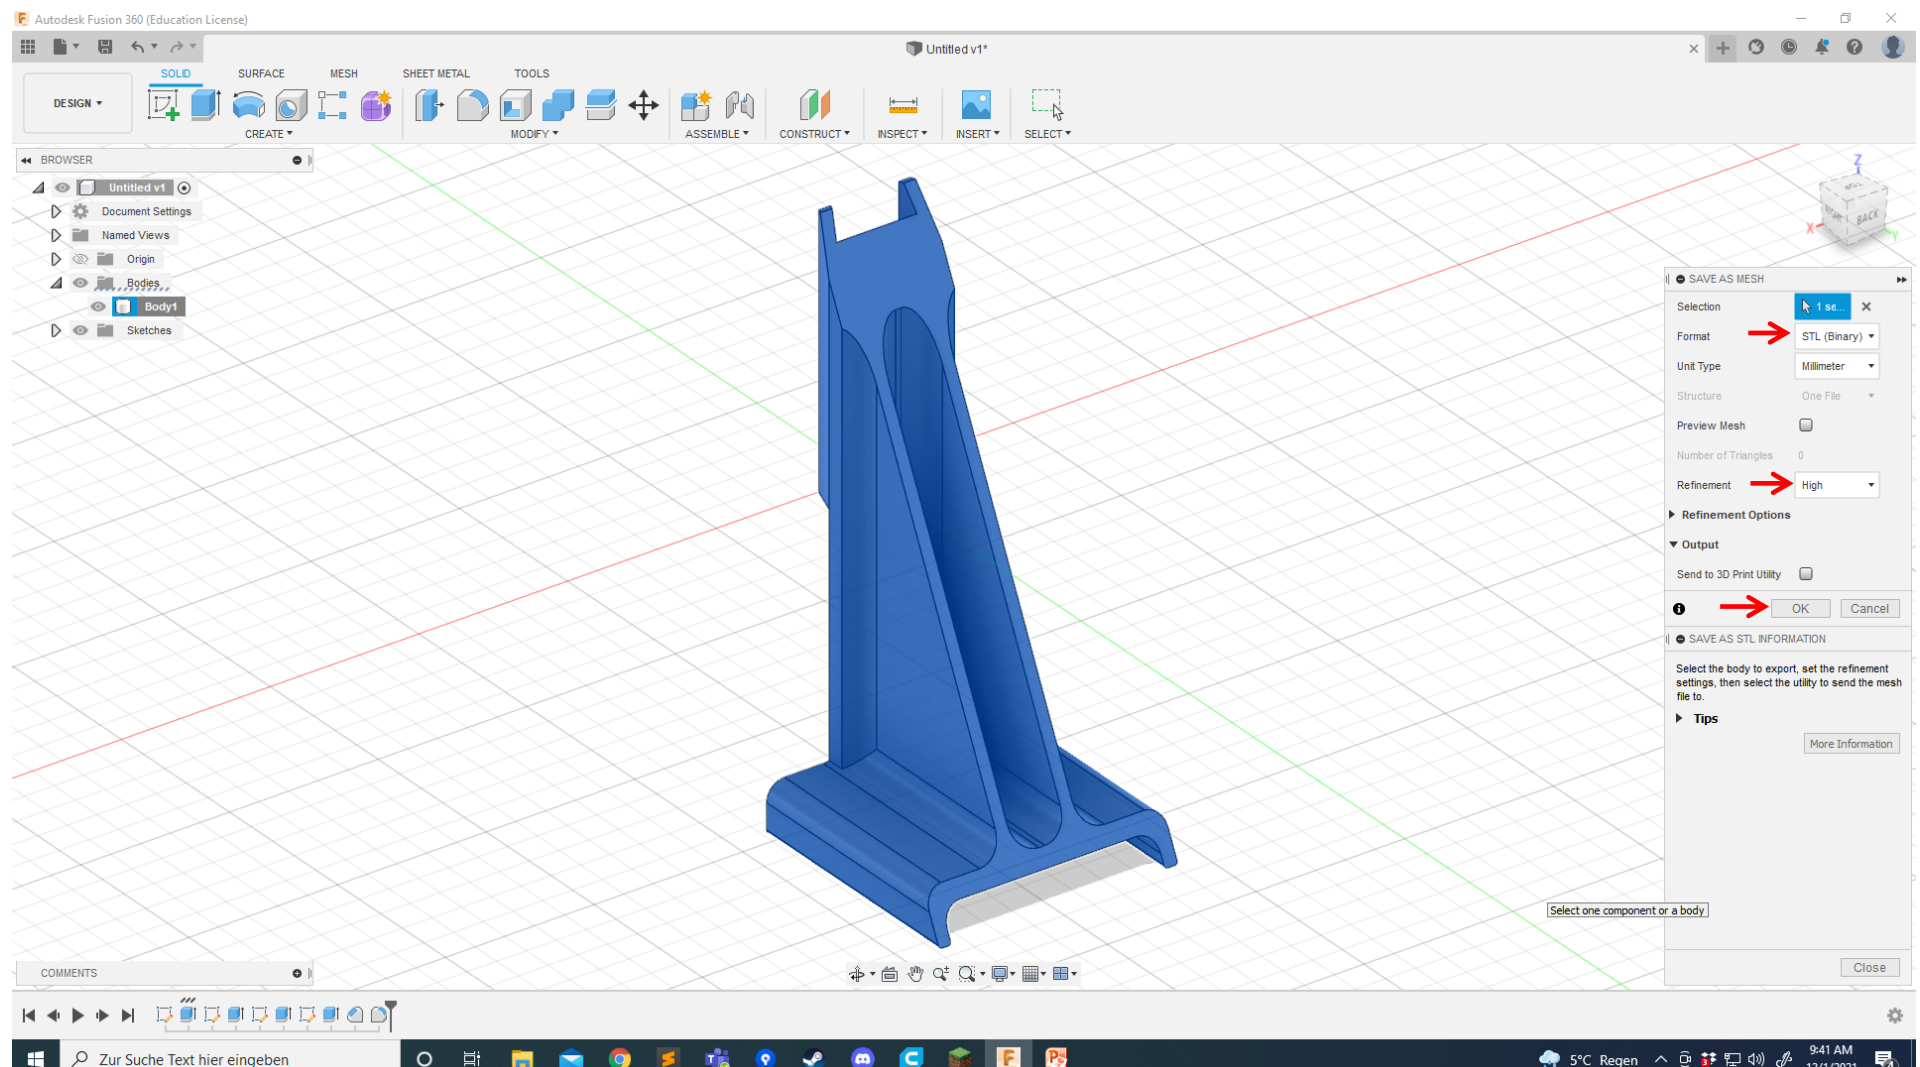 Autodesk Fusion 360 (Education License)
Untitled v1*
SOLID SURFACE MESH SHEET METAL TOOLS
DESIGN
CREATE MODIFY ASSEMBLE CONSTRUCT INSPECT INSERT SELECT
BROWSER
Untitled v1
Document Settings
Named Views
Origin
Bodies
Body1
Sketches
Z
BACK
X
Y
SAVE AS MESH
Selection 1 se...
Format STL (Binary)
Unit Type Millimeter
Structure One File
Preview Mesh
Number of Triangles 0
Refinement High
Refinement Options
Output
Send to 3D Print Utility
OK Cancel
SAVE AS STL INFORMATION
Select the body to export, set the refinement
settings, then select the utility to send the mesh
file to.
Tips
More Information
Select one component or a body
Close
COMMENTS
Zur Suche Text hier eingeben
5°C Regen
9:41 AM
12/1/2021